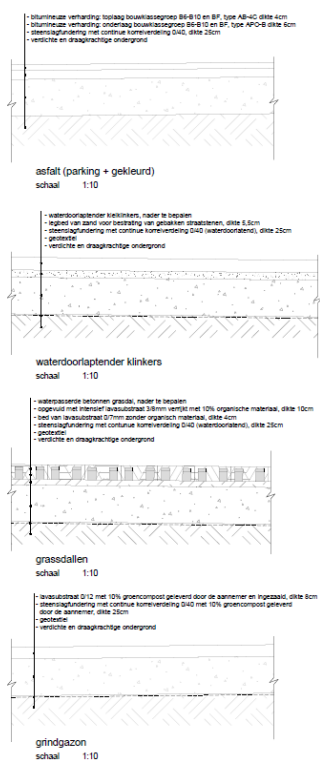 - bitumineuze verharding: toplaag bouwklassegroep B6-B10 en BF, type AB-4C dikte 4cm
- bitumineuze verharding: onderlaag bouwklassegroep B6-B10 en BF, type APO-B dikte 6cm
- steenslagfundering met continue korrelverdeling 0/40, dikte 25cm
- verdichte en draagkrachtige ondergrond
asfalt (parking + gekleurd)
schaal 1:10
- waterdoorlaptender kleiklinkers, nader te bepalen
- legbed van zand voor bestrating van gebakken straatstenen, dikte 5,5cm
- steenslagfundering met continue korrelverdeling 0/40 (waterdoorlatend), dikte 25cm
- geotextiel
- verdichte en draagkrachtige ondergrond
waterdoorlaptender klinkers
schaal 1:10
- waterpasserde betonnen grasdal, nader te bepalen
- opgevuld met intensief lavasubstraat 3/8mm verrijkt met 10% organische materiaal, dikte 10cm
- bed van lavasubstraat 0/7mm zonder organisch materiaal, dikte 4cm
- steenslagfundering met contunue korrelverdeling 0/40 (waterdoorlatend), dikte 25cm
- geotextiel
- verdichte en draagkrachtige ondergrond
grassdallen
schaal 1:10
- lavasubstraat 0/12 met 10% groencompost geleverd door de aannemer en ingezaaid, dikte 8cm
- steenslagfundering met continue korrelverdeling 0/40 met 10% groencompost geleverd
door de aannemer, dikte 25cm
- geotextiel
- verdichte en draagkrachtige ondergrond
grindgazon
schaal 1:10